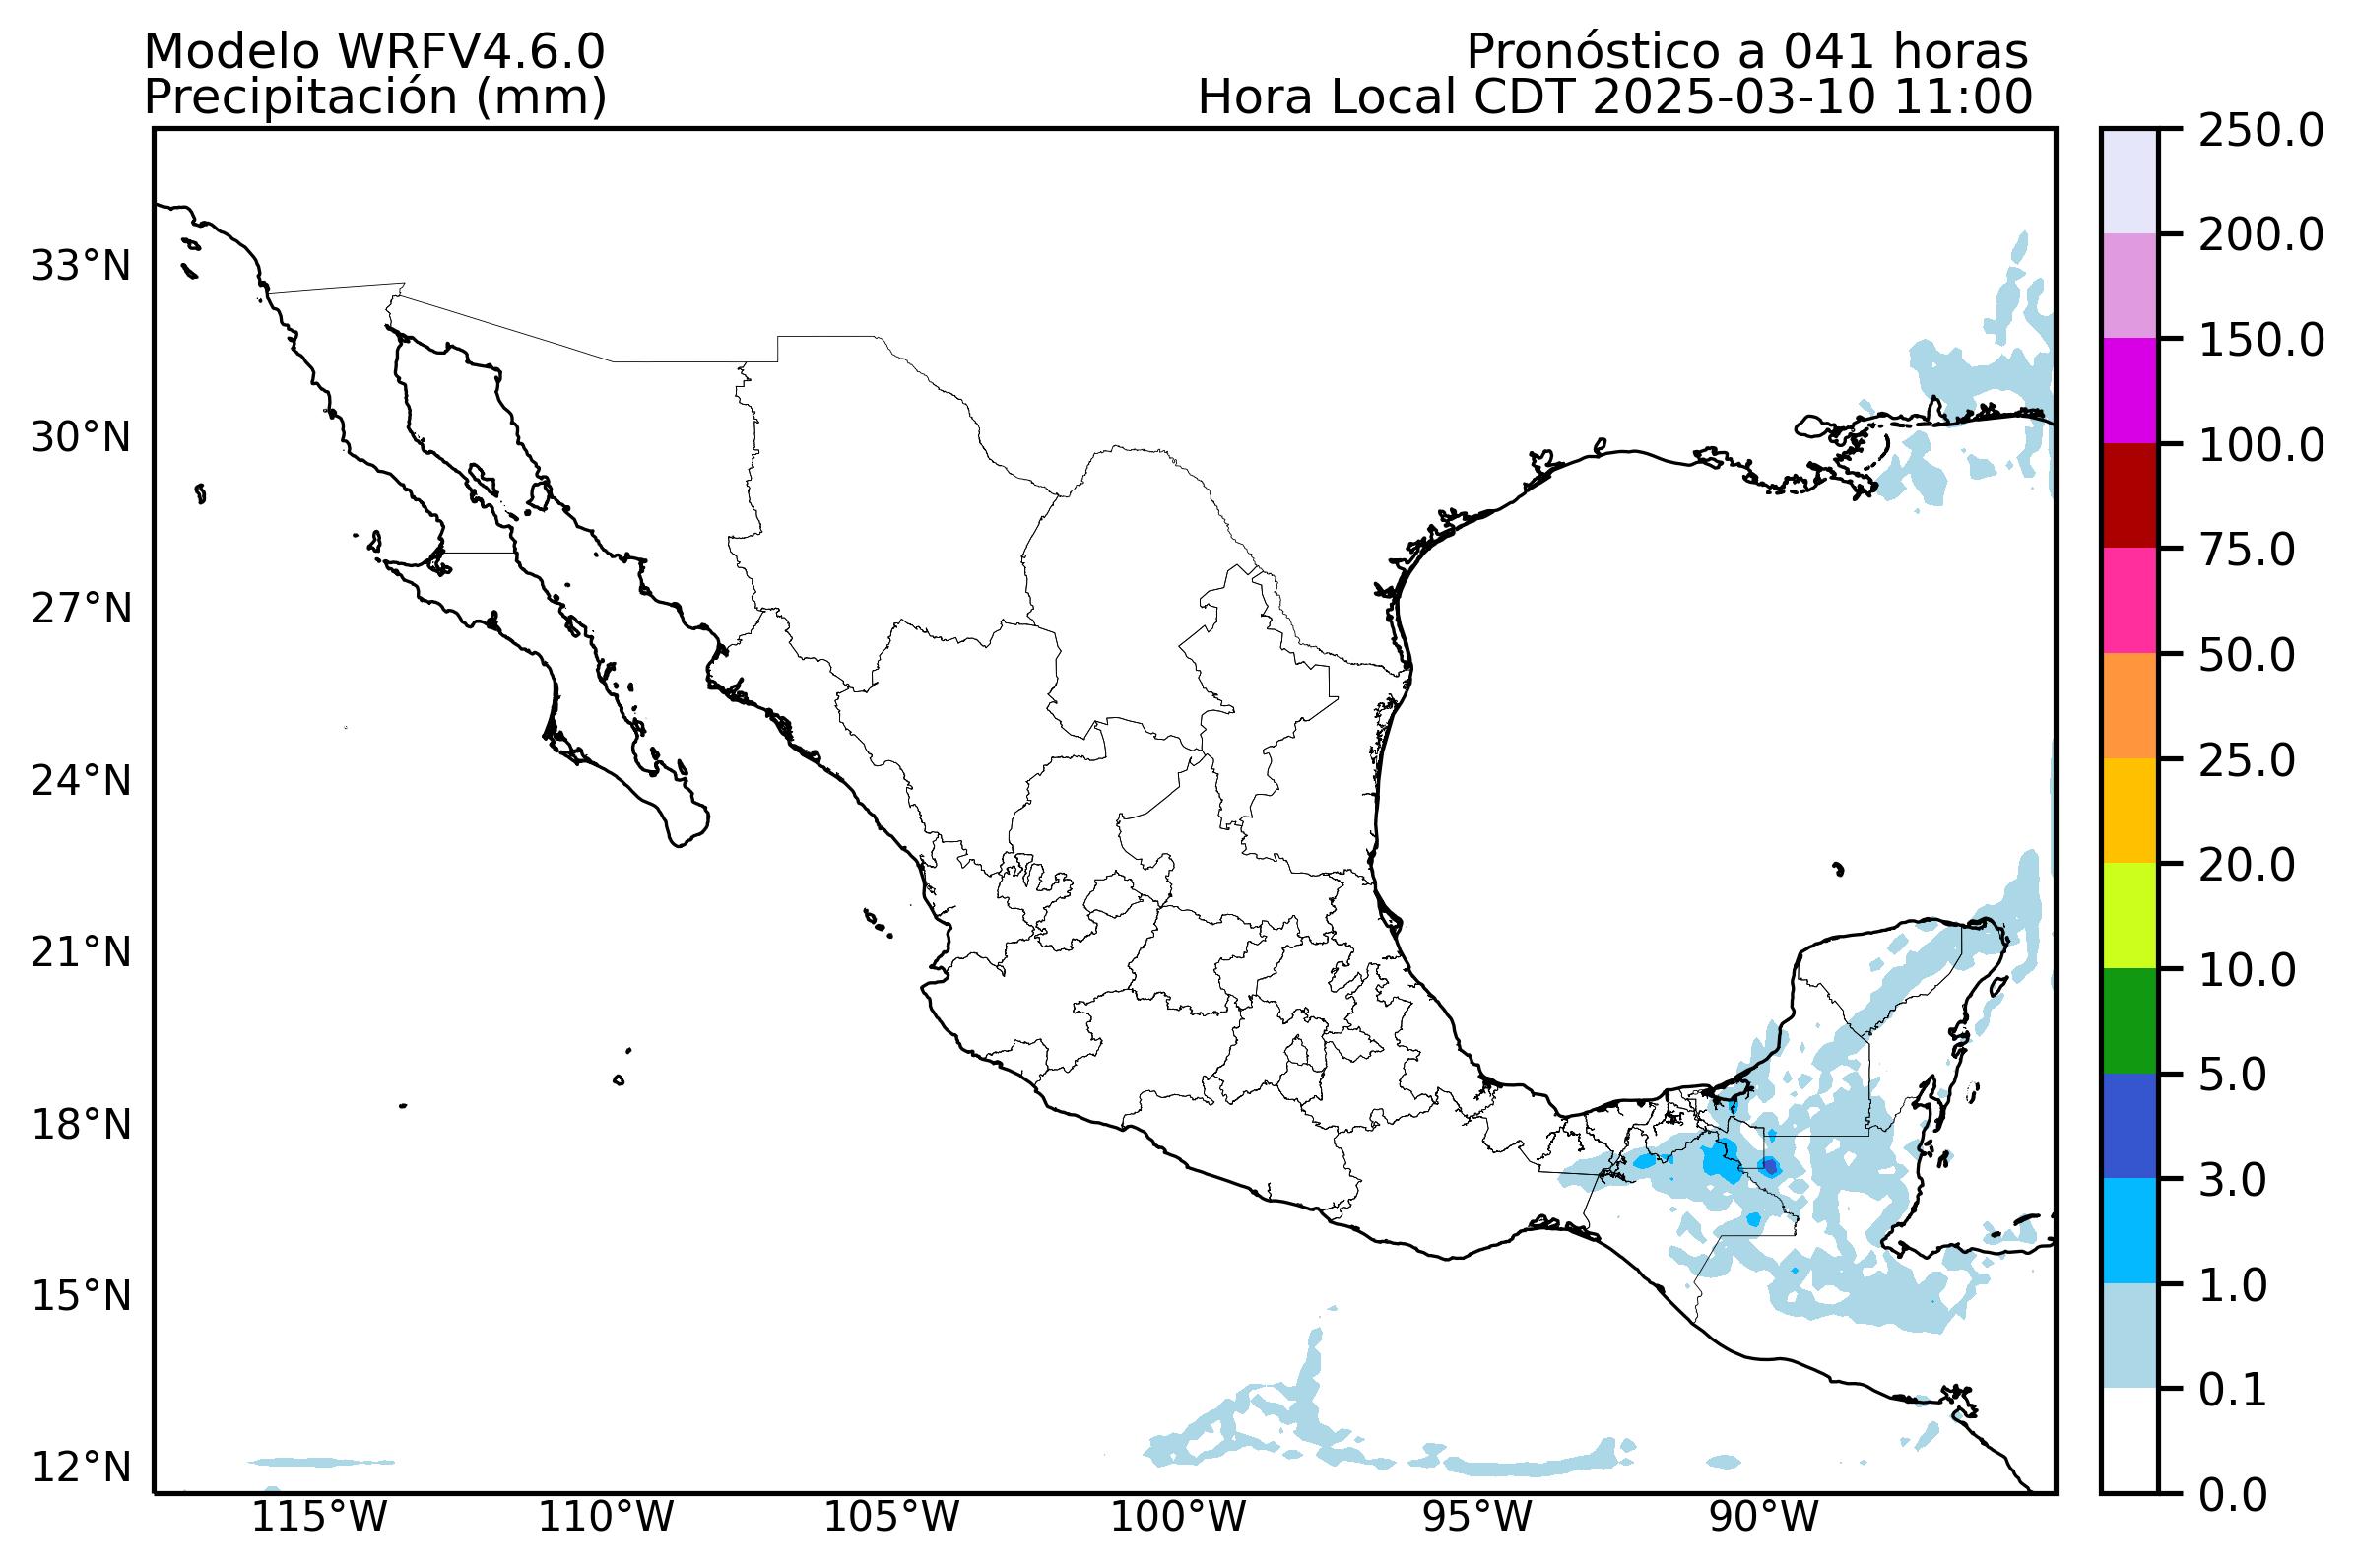 Modelo WRFV4.6.0
Precipitación (mm)
Pronóstico a 041 horas
Hora Local CDT 2025-03-10 11:00
33°N
30°N
27°N
24°N
21°N
18°N
15°N
12°N
115°W
110°W
105°W
100°W
95°W
90°W
250.0
200.0
150.0
100.0
75.0
50.0
25.0
20.0
10.0
5.0
3.0
1.0
0.1
0.0